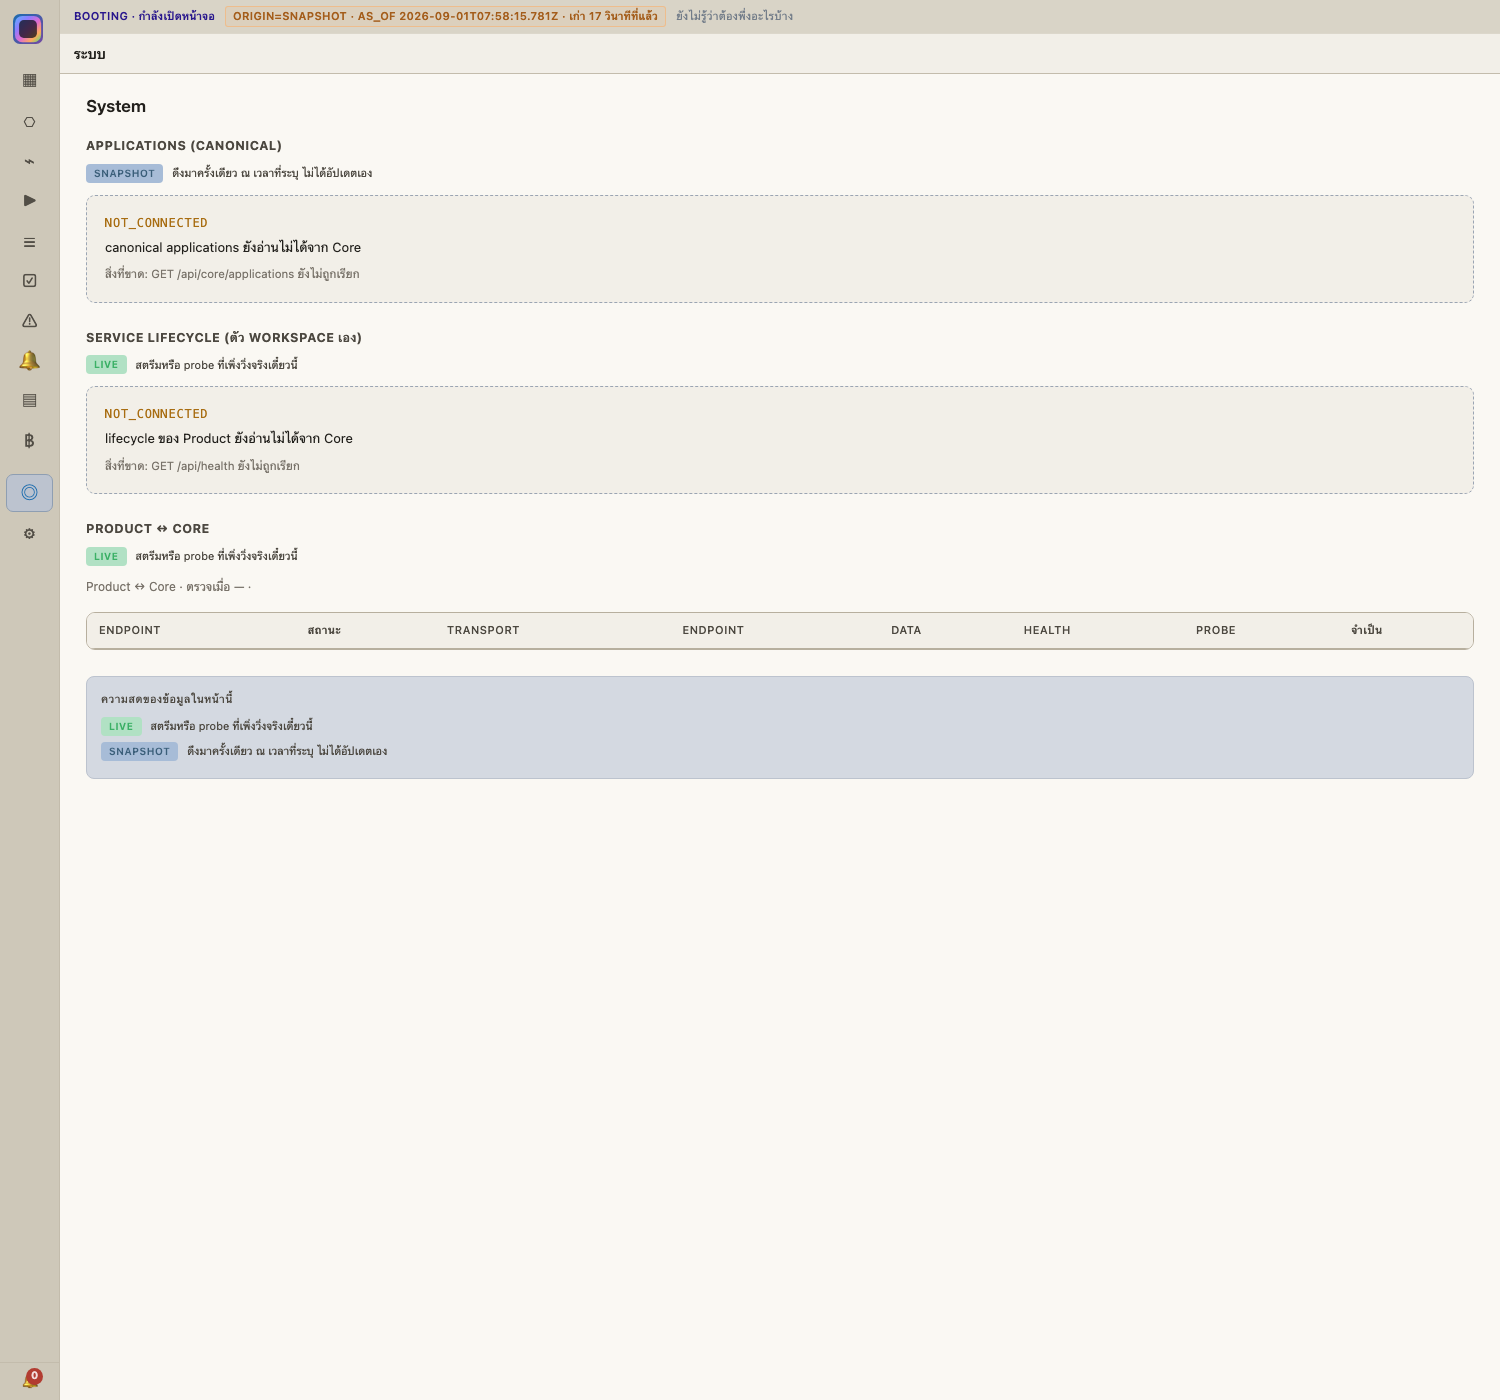 BOOTING · กำลังเปิดหน้าจอ ORIGIN=SNAPSHOT · AS_OF 2026-09-01T07:58:15.781Z · เก่า 17 วินาทีที่แล้ว ยังไม่รู้ว่าต้องพึ่งอะไรบ้าง
ระบบ
System
APPLICATIONS (CANONICAL)
SNAPSHOT ดึงมาครั้งเดียว ณ เวลาที่ระบุ ไม่ได้อัปเดตเอง
NOT_CONNECTED
canonical applications ยังอ่านไม่ได้จาก Core
สิ่งที่ขาด: GET /api/core/applications ยังไม่ถูกเรียก
SERVICE LIFECYCLE (ตัว WORKSPACE เอง)
LIVE สตรีมหรือ probe ที่เพิ่งวิ่งจริงเดี๋ยวนี้
NOT_CONNECTED
lifecycle ของ Product ยังอ่านไม่ได้จาก Core
สิ่งที่ขาด: GET /api/health ยังไม่ถูกเรียก
PRODUCT ↔ CORE
LIVE สตรีมหรือ probe ที่เพิ่งวิ่งจริงเดี๋ยวนี้
Product ↔ Core · ตรวจเมื่อ — ·
ENDPOINT สถานะ TRANSPORT ENDPOINT DATA HEALTH PROBE จำเป็น
ความสดของข้อมูลในหน้านี้
LIVE สตรีมหรือ probe ที่เพิ่งวิ่งจริงเดี๋ยวนี้
SNAPSHOT ดึงมาครั้งเดียว ณ เวลาที่ระบุ ไม่ได้อัปเดตเอง
0